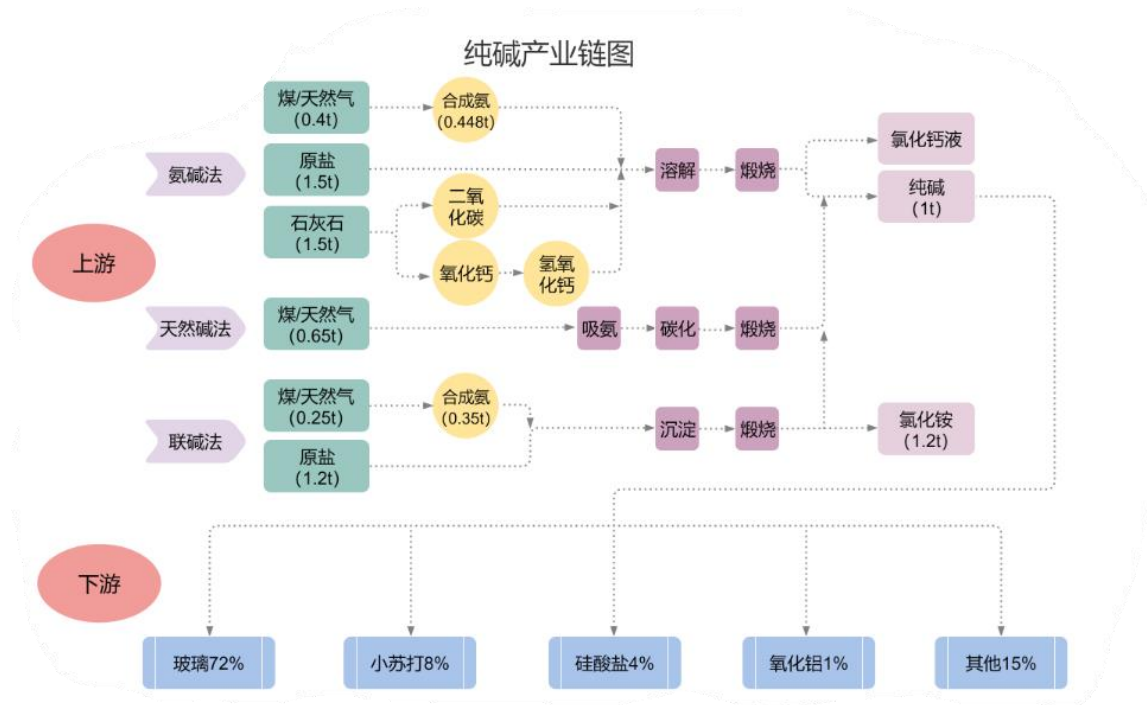 纯碱产业链图
煤/天然气
(0.4t)
合成氨
(0.448t)
氨碱法
原盐
(1.5t)
溶解
煅烧
氯化钙液
石灰石
(1.5t)
二氧
化碳
纯碱
(1t)
上游
氧化钙
氢氧
化钙
天然碱法
煤/天然气
(0.65t)
吸氨
碳化
煅烧
煤/天然气
(0.25t)
合成氨
(0.35t)
联碱法
原盐
(1.2t)
沉淀
煅烧
氯化铵
(1.2t)
下游
玻璃72%
小苏打8%
硅酸盐4%
氧化铝1%
其他15%